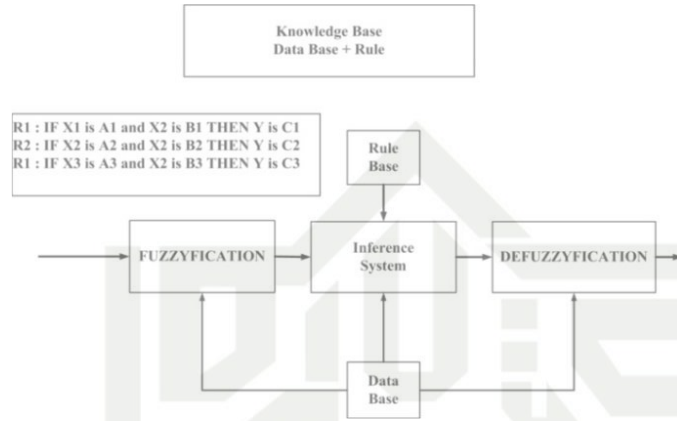 Knowledge Base
Data Base + Rule
R1 : IF X1 is A1 and X2 is B1 THEN Y is C1
R2 : IF X2 is A2 and X2 is B2 THEN Y is C2
R1 : IF X3 is A3 and X2 is B3 THEN Y is C3
Rule
Base
FUZZYFICATION
Inference
System
DEFUZZYFICATION
Data
Base